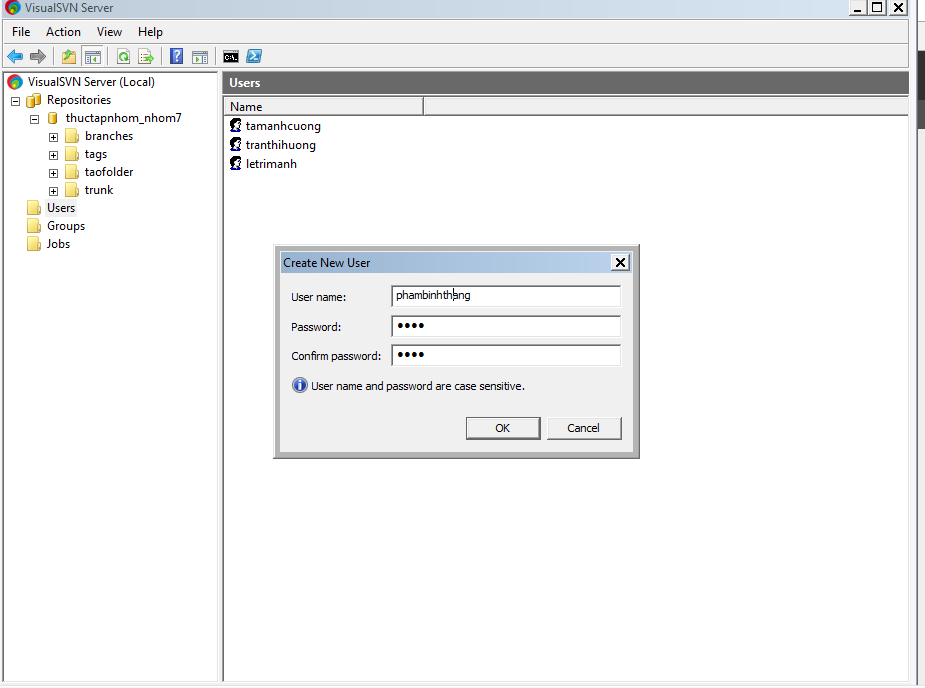 VisualSVN Server
File Action View Help
VisualSVN Server (Local)
Repositories
thuctapnhom_nhom7
branches
tags
taofolder
trunk
Users
Groups
Jobs
Users
Name
tamanhcuong
tranthihuong
letrimanh
Create New User
User name: phambinhthang
Password: ••••
Confirm password: ••••
User name and password are case sensitive.
OK Cancel